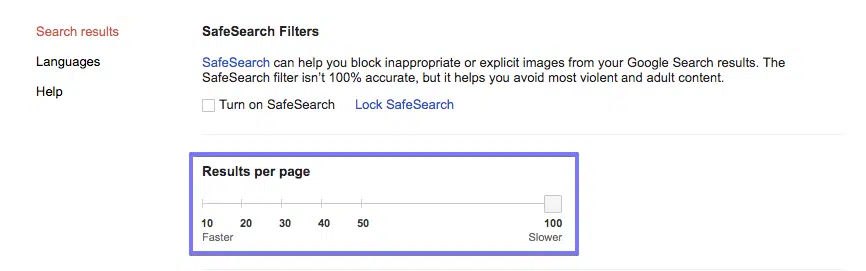 Search results
Languages
Help
SafeSearch Filters
SafeSearch can help you block inappropriate or explicit images from your Google Search results. The
SafeSearch filter isn't 100% accurate, but it helps you avoid most violent and adult content.
Turn on SafeSearch Lock SafeSearch
Results per page
10 20 30 40 50 100
Faster Slower